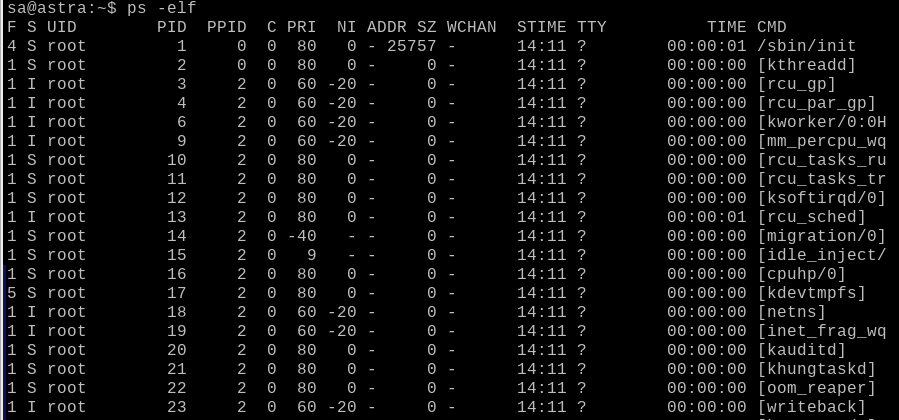 sa@astra:~$ ps -elf
F S UID        PID  PPID  C PRI  NI ADDR SZ WCHAN  STIME TTY          TIME CMD
4 S root         1     0  0  80   0 - 25757 -      14:11 ?        00:00:01 /sbin/init
1 S root         2     0  0  80   0 -     0 -      14:11 ?        00:00:00 [kthreadd]
1 I root         3     2  0  60 -20 -     0 -      14:11 ?        00:00:00 [rcu_gp]
1 I root         4     2  0  60 -20 -     0 -      14:11 ?        00:00:00 [rcu_par_gp]
1 I root         6     2  0  60 -20 -     0 -      14:11 ?        00:00:00 [kworker/0:0H
1 I root         9     2  0  60 -20 -     0 -      14:11 ?        00:00:00 [mm_percpu_wq
1 S root        10     2  0  80   0 -     0 -      14:11 ?        00:00:00 [rcu_tasks_ru
1 S root        11     2  0  80   0 -     0 -      14:11 ?        00:00:00 [rcu_tasks_tr
1 S root        12     2  0  80   0 -     0 -      14:11 ?        00:00:00 [ksoftirqd/0]
1 I root        13     2  0  80   0 -     0 -      14:11 ?        00:00:01 [rcu_sched]
1 S root        14     2  0 -40   - -     0 -      14:11 ?        00:00:00 [migration/0]
1 S root        15     2  0   9   - -     0 -      14:11 ?        00:00:00 [idle_inject/
1 S root        16     2  0  80   0 -     0 -      14:11 ?        00:00:00 [cpuhp/0]
5 S root        17     2  0  80   0 -     0 -      14:11 ?        00:00:00 [kdevtmpfs]
1 I root        18     2  0  60 -20 -     0 -      14:11 ?        00:00:00 [netns]
1 I root        19     2  0  60 -20 -     0 -      14:11 ?        00:00:00 [inet_frag_wq
1 S root        20     2  0  80   0 -     0 -      14:11 ?        00:00:00 [kauditd]
1 S root        21     2  0  80   0 -     0 -      14:11 ?        00:00:00 [khungtaskd]
1 S root        22     2  0  80   0 -     0 -      14:11 ?        00:00:00 [oom_reaper]
1 I root        23     2  0  60 -20 -     0 -      14:11 ?        00:00:00 [writeback]